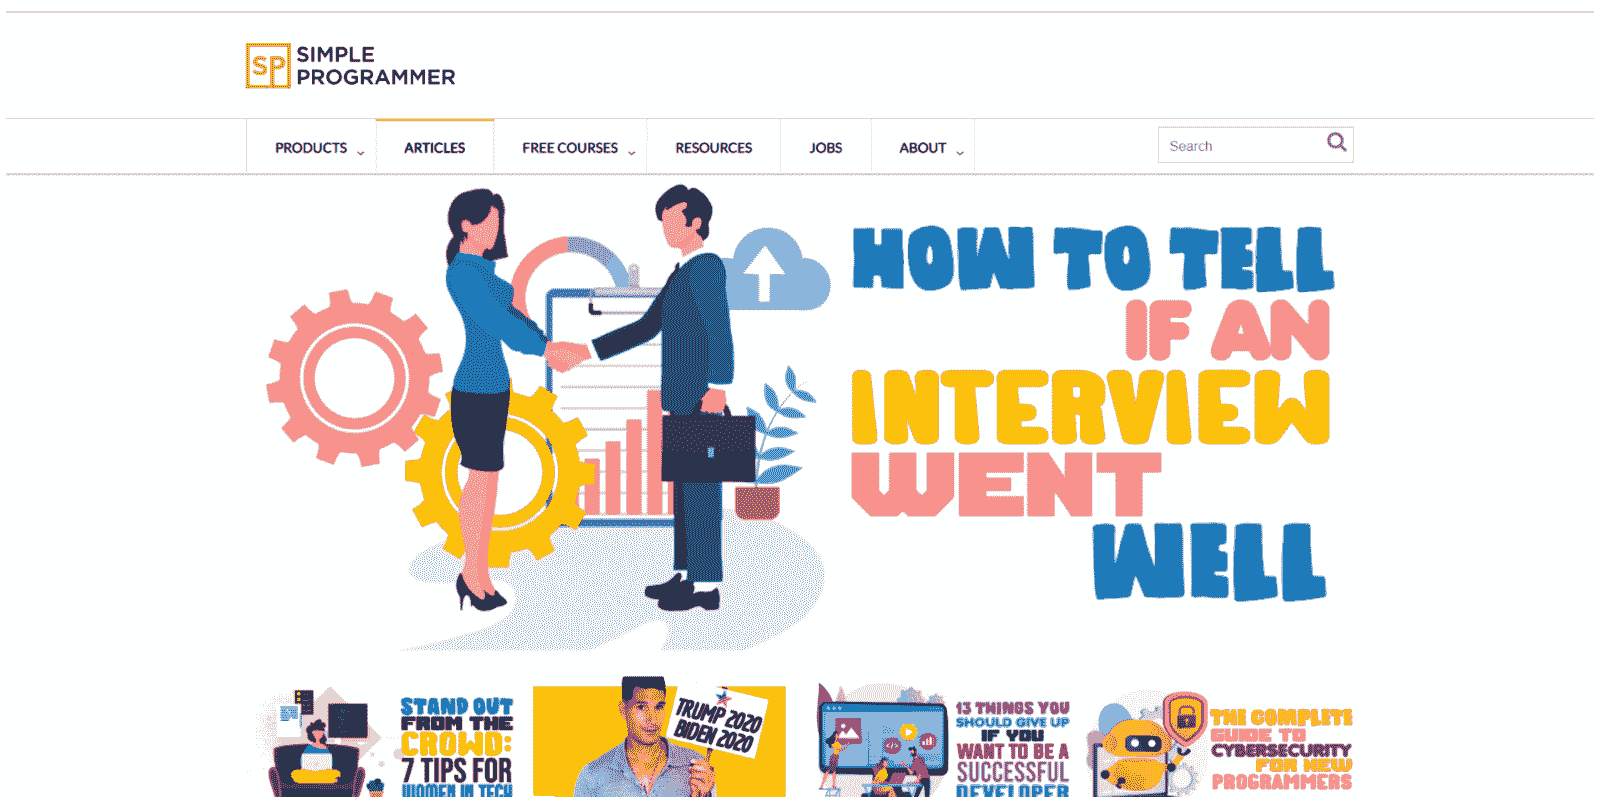 SP
SIMPLE
PROGRAMMER
PRODUCTS
ARTICLES
FREE COURSES
RESOURCES
JOBS
ABOUT
Search
HOW TO TELL
IF AN
INTERVIEW
WENT
WELL
STAND OUT
FROM THE
CROWD:
7 TIPS FOR
WOMEN IN TECH
TRUMP 2020
BIDEN 2020
13 THINGS YOU
SHOULD GIVE UP
IF YOU
WANT TO BE A
SUCCESSFUL
DEVELOPER
THE COMPLETE
GUIDE TO
CYBERSECURITY
FOR NEW
PROGRAMMERS